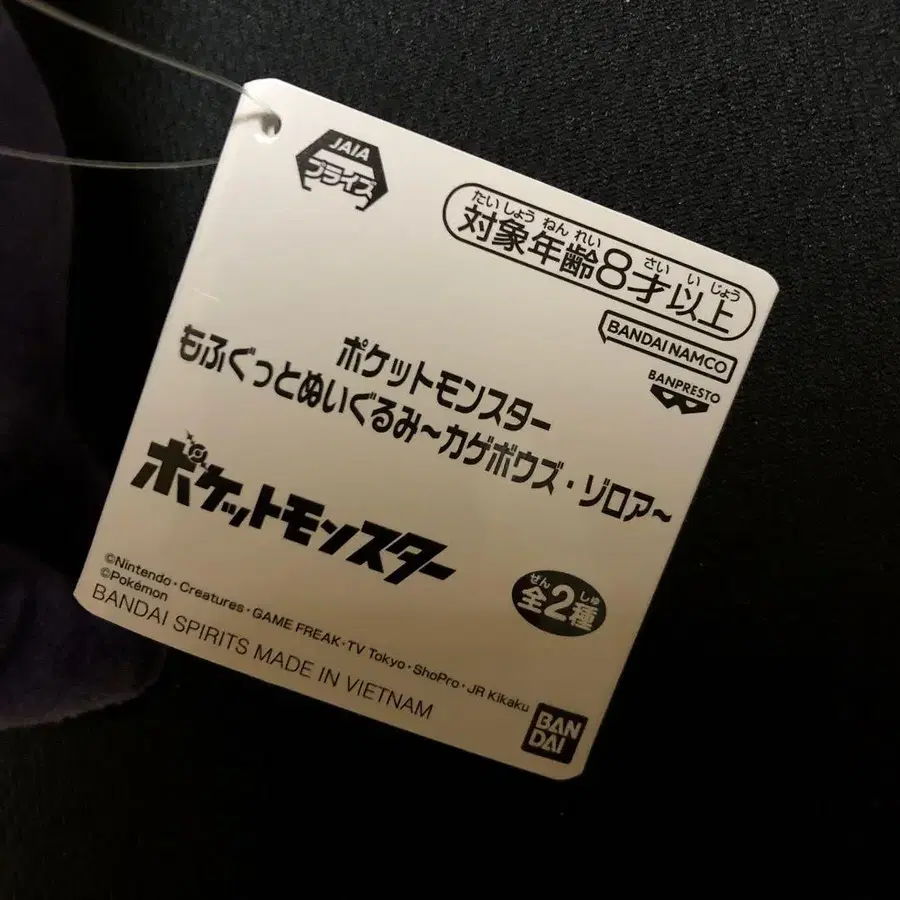 JAIA
プライズ
たいしょう ねん れい さい い じょう
対象年齢8才以上
BANDAI NAMCO
BANPRESTO
ポケットモンスター
もふぐっとぬいぐるみ～カゲボウズ・ゾロア～
ポケットモンスター
ぜん しゅ
全2種
©Nintendo・Creatures・GAME FREAK・TV Tokyo・ShoPro・JR Kikaku
©Pokémon
BANDAI SPIRITS MADE IN VIETNAM
BAN
DAI